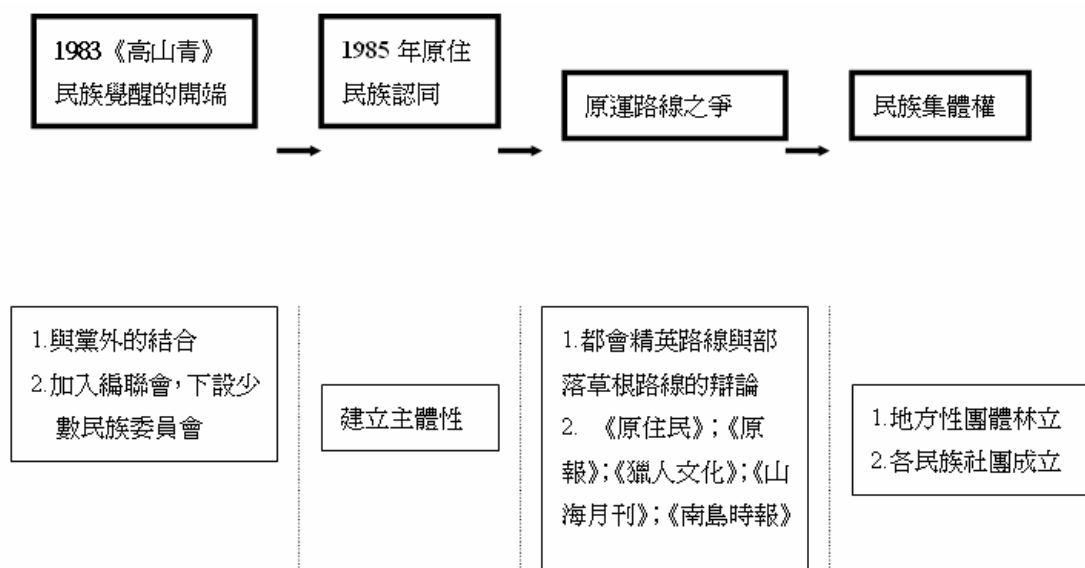 1983《高山青》
民族覺醒的開端
1985 年原住
民族認同
原運路線之爭
民族集體權
1.與黨外的結合
2.加入編聯會，下設少
數民族委員會
建立主體性
1.都會精英路線與部
落草根路線的辯論
2. 《原住民》；《原
報》；《獵人文化》；《山
海月刊》；《南島時報》
1.地方性團體林立
2.各民族社團成立